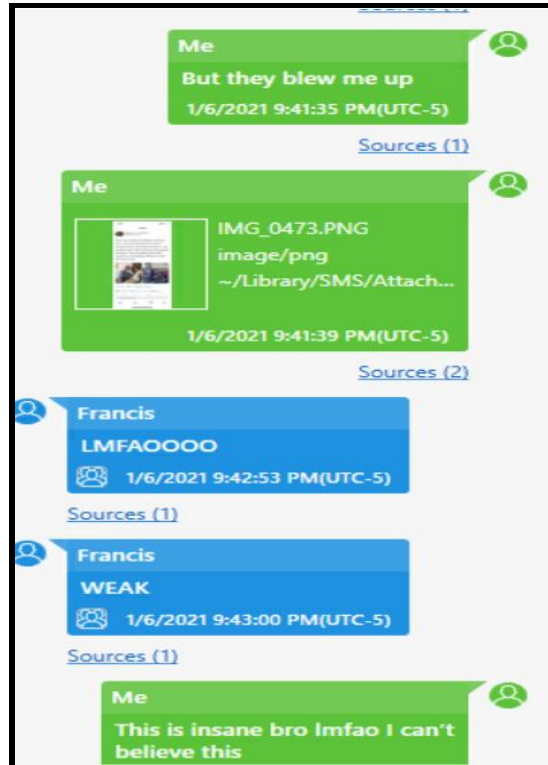 Me
But they blew me up
1/6/2021 9:41:35 PM(UTC-5)
Sources (1)
Me
IMG_0473.PNG
image/png
~/Library/SMS/Attach...
1/6/2021 9:41:39 PM(UTC-5)
Sources (2)
Francis
LMFAOOOO
1/6/2021 9:42:53 PM(UTC-5)
Sources (1)
Francis
WEAK
1/6/2021 9:43:00 PM(UTC-5)
Sources (1)
Me
This is insane bro lmfao I can't
believe this